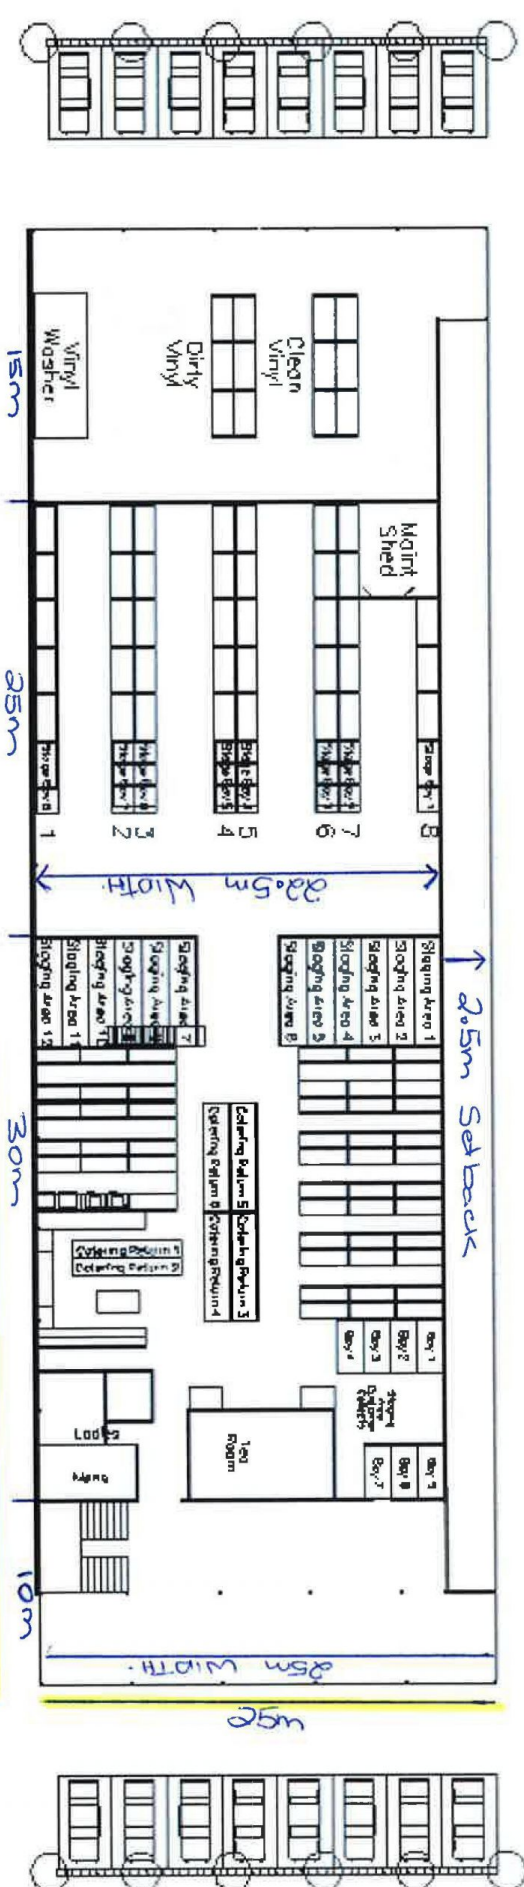 Vinyl
Washer
Dirty
Vinyl
Clean
Vinyl
Maint
Shed
15m
25m
1
2
3
4
5
6
7
8
22.5m WIDTH.
2.5m Setback
Staging Area 12
Staging Area 11
Staging Area 10
Staging Area 7
Staging Area 6
Staging Area 5
Staging Area 4
Staging Area 3
Staging Area 2
Staging Area 1
30m
Catering Return 5
Catering Return 3
Catering Return 4
Catering Return 1
Catering Return 2
Bay 4
Bay 3
Bay 2
Bay 1
Ladies
Mens
Tea
Room
Bay 7
Bay 6
Bay 5
10m
25m WIDTH.
25m